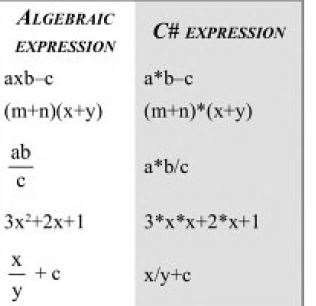 ALGEBRAIC EXPRESSION C# EXPRESSION
axb–c a*b–c
(m+n)(x+y) (m+n)*(x+y)
ab
c
a*b/c
3x²+2x+1 3*x*x+2*x+1
x
y
+ c x/y+c